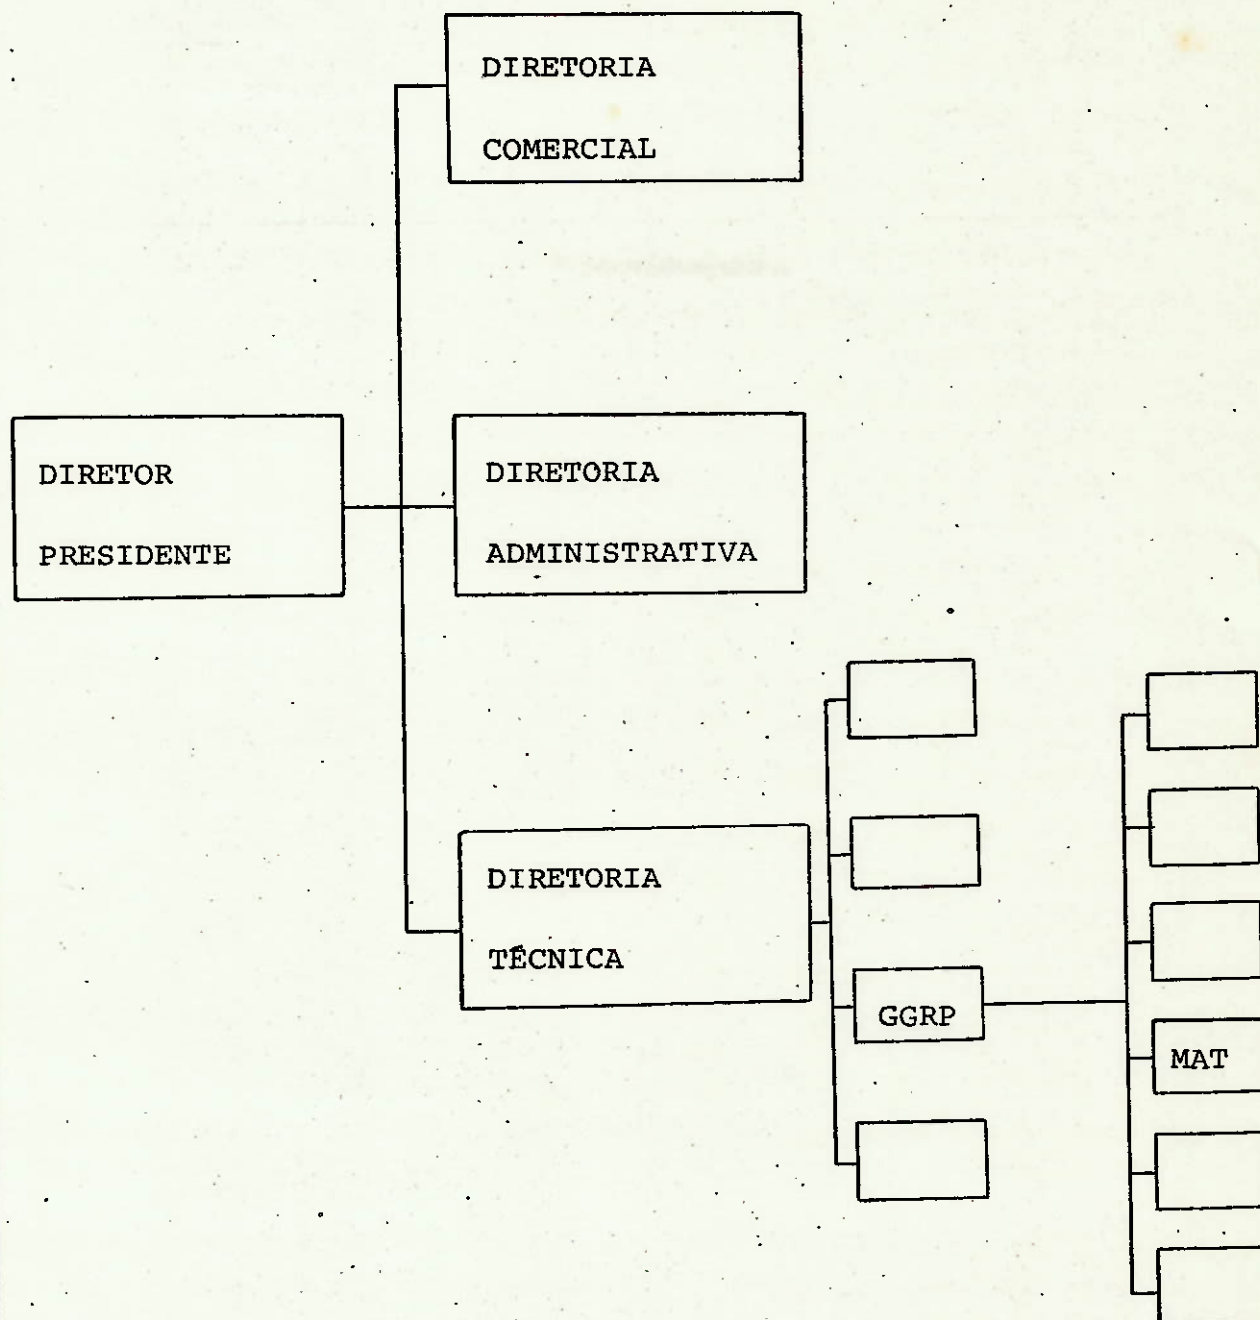 DIRETORIA
COMERCIAL
DIRETOR
PRESIDENTE
DIRETORIA
ADMINISTRATIVA
DIRETORIA
TÉCNICA
GGRP
MAT